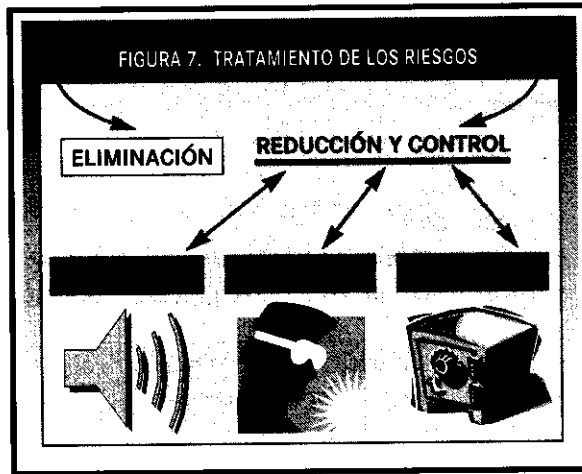 FIGURA 7. TRATAMIENTO DE LOS RIESGOS
ELIMINACIÓN
REDUCCIÓN Y CONTROL